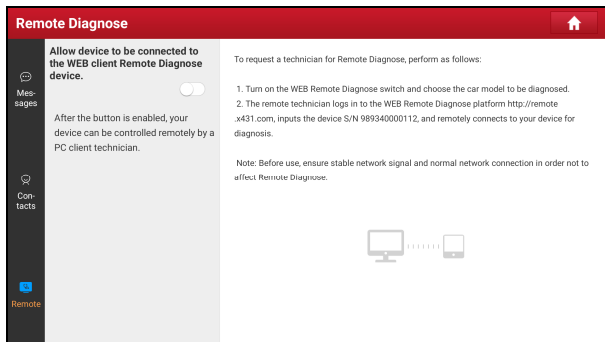 Remote Diagnose
Mes-
sages
Con-
tacts
Remote
Allow device to be connected to
the WEB client Remote Diagnose
device.
After the button is enabled, your
device can be controlled remotely by a
PC client technician.
To request a technician for Remote Diagnose, perform as follows:
1. Turn on the WEB Remote Diagnose switch and choose the car model to be diagnosed.
2. The remote technician logs in to the WEB Remote Diagnose platform http://remote
.x431.com, inputs the device S/N 989340000112, and remotely connects to your device for
diagnosis.
Note: Before use, ensure stable network signal and normal network connection in order not to
affect Remote Diagnose.